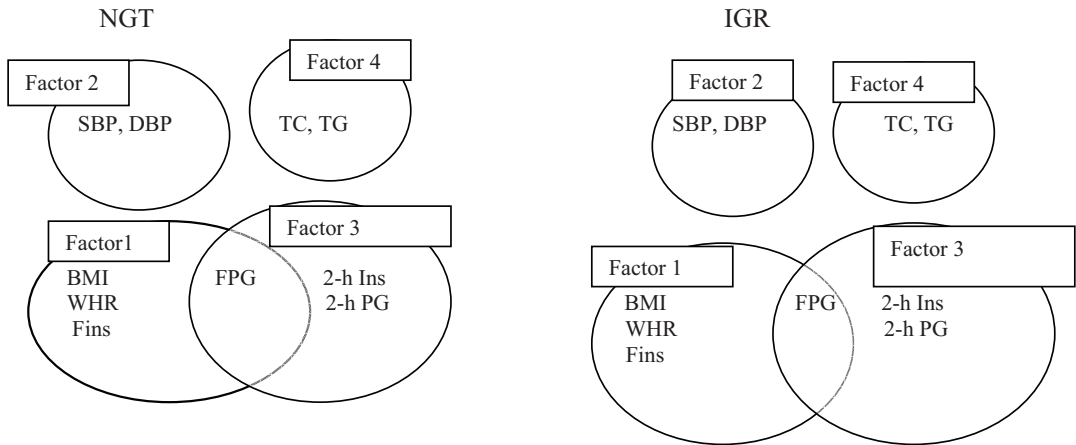 NGT
Factor 2
SBP, DBP
Factor 4
TC, TG
Factor1
BMI
WHR
Fins
FPG
Factor 3
2-h Ins
2-h PG
IGR
Factor 2
SBP, DBP
Factor 4
TC, TG
Factor 1
BMI
WHR
Fins
FPG
Factor 3
2-h Ins
2-h PG